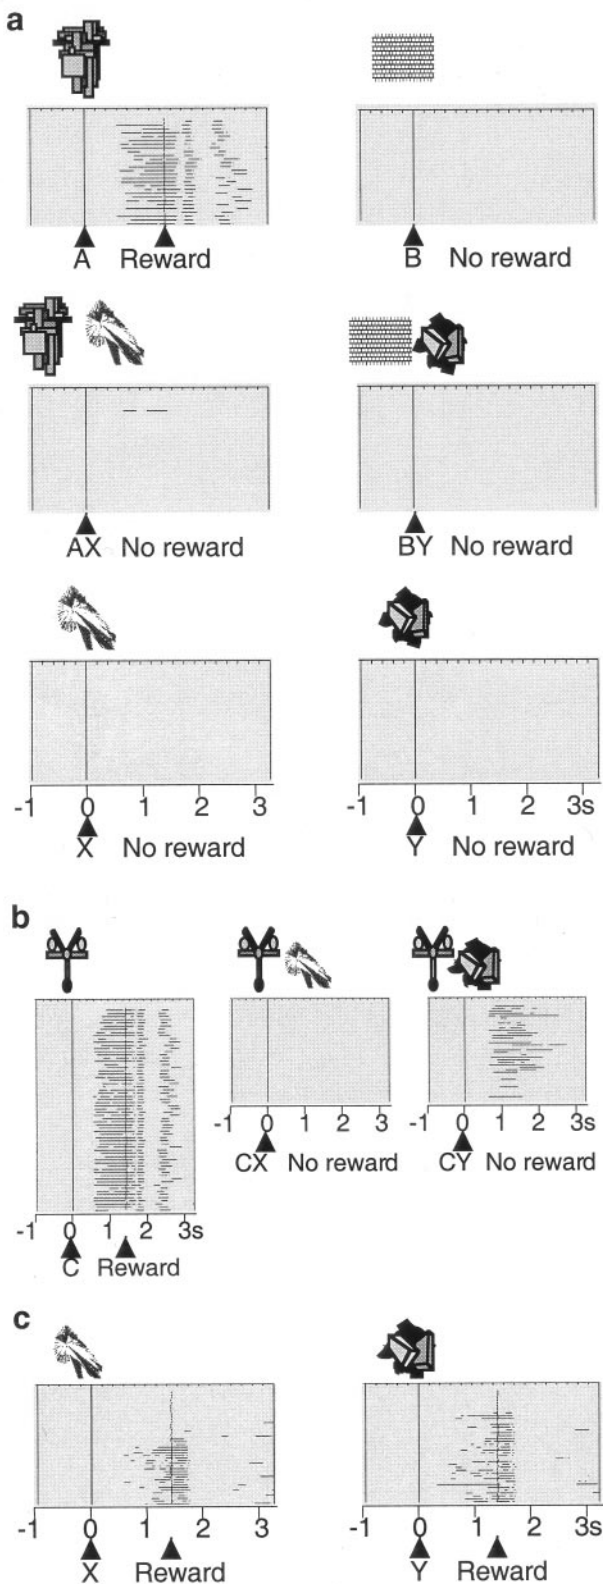 a
A Reward
B No reward
AX No reward
BY No reward
-1 0 1 2 3
X No reward
-1 0 1 2 3s
Y No reward
b
-1 0 1 2 3s
C Reward
-1 0 1 2 3
CX No reward
-1 0 1 2 3s
CY No reward
c
-1 0 1 2 3
X Reward
-1 0 1 2 3s
Y Reward